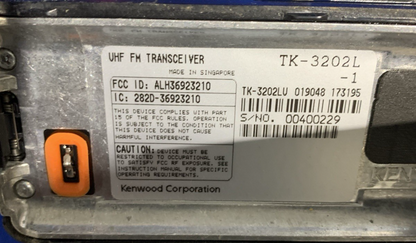 UHF FM TRANSCEIVER
TK-3202L
-1
MADE IN SINGAPORE
FCC ID: ALH36923210
IC: 282D-36923210
TK-3202LU 019048 173195
S/NO. 00400229
THIS DEVICE COMPLIES WITH PART
15 OF THE FCC RULES. OPERATION
IS SUBJECT TO THE CONDITION THAT
THIS DEVICE DOES NOT CAUSE
HARMFUL INTERFERENCE.
CAUTION: DEVICE MUST BE
RESTRICTED TO OCCUPATIONAL USE
TO SATISFY FCC RF EXPOSURE. SEE
INSTRUCTION MANUAL FOR SPECIFIC
OPERATING REQUIREMENTS.
Kenwood Corporation